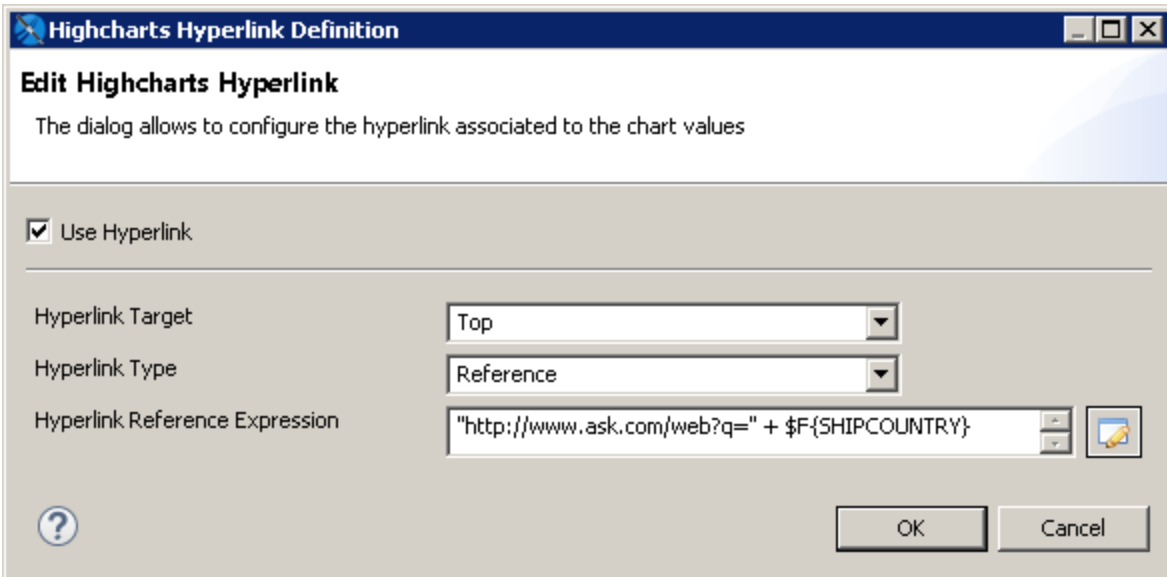 Highcharts Hyperlink Definition
Edit Highcharts Hyperlink
The dialog allows to configure the hyperlink associated to the chart values
Use Hyperlink
Hyperlink Target Top
Hyperlink Type Reference
Hyperlink Reference Expression "http://www.ask.com/web?q=" + $F{SHIPCOUNTRY}
? OK Cancel